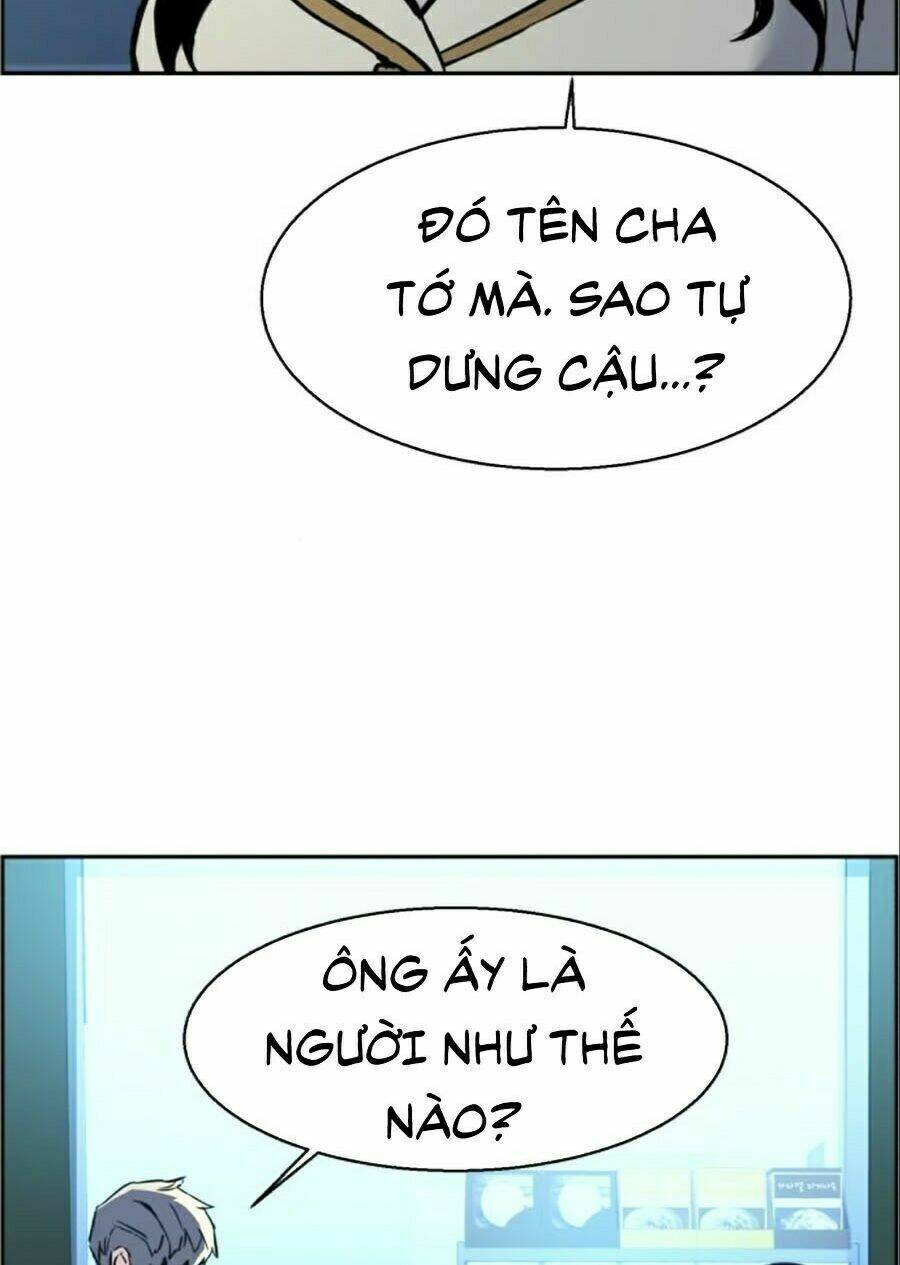 ĐÓ TÊN CHA
TỚ MÀ. SAO TỰ
DƯNG CẬU...?
ÔNG ẤY LÀ
NGƯỜI NHƯ THẾ
NÀO?